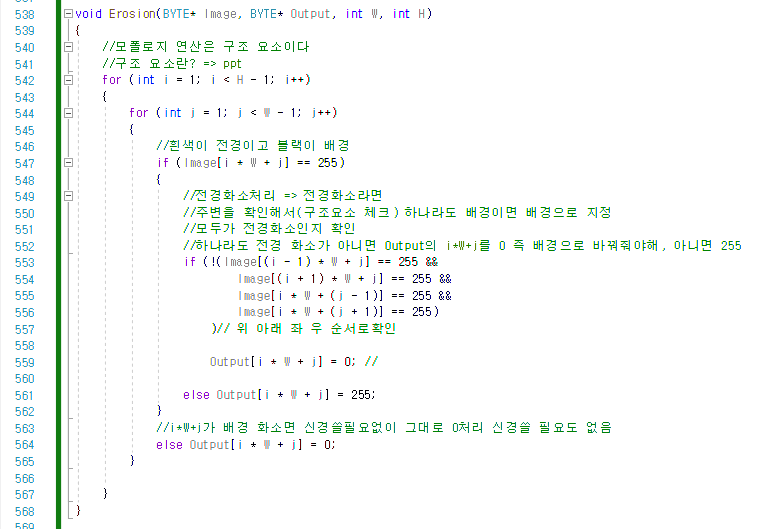 538 void Erosion(BYTE* Image, BYTE* Output, int W, int H)
539 {
540 //모폴로지 연산은 구조 요소이다
541 //구조 요소란? => ppt
542 for (int i = 1; i < H - 1; i++)
543 {
544 for (int j = 1; j < W - 1; j++)
545 {
546 //흰색이 전경이고 블랙이 배경
547 if (Image[i * W + j] == 255)
548 {
549 //전경화소처리 => 전경화소라면
550 //주변을 확인해서(구조요소 체크) 하나라도 배경이면 배경으로 지정
551 //모두가 전경화소인지 확인
552 //하나라도 전경 화소가 아니면 Output의 i*W+j를 0 즉 배경으로 바꿔줘야해, 아니면 255
553 if (!(Image[(i - 1) * W + j] == 255 &&
554 Image[(i + 1) * W + j] == 255 &&
555 Image[i * W + (j - 1)] == 255 &&
556 Image[i * W + (j + 1)] == 255)
557 )// 위 아래 좌 우 순서로확인
558
559 Output[i * W + j] = 0; //
560
561 else Output[i * W + j] = 255;
562 }
563 //i*W+j가 배경 화소면 신경쓸필요없이 그대로 0처리 신경쓸 필요도 없음
564 else Output[i * W + j] = 0;
565 }
566
567 }
568 }